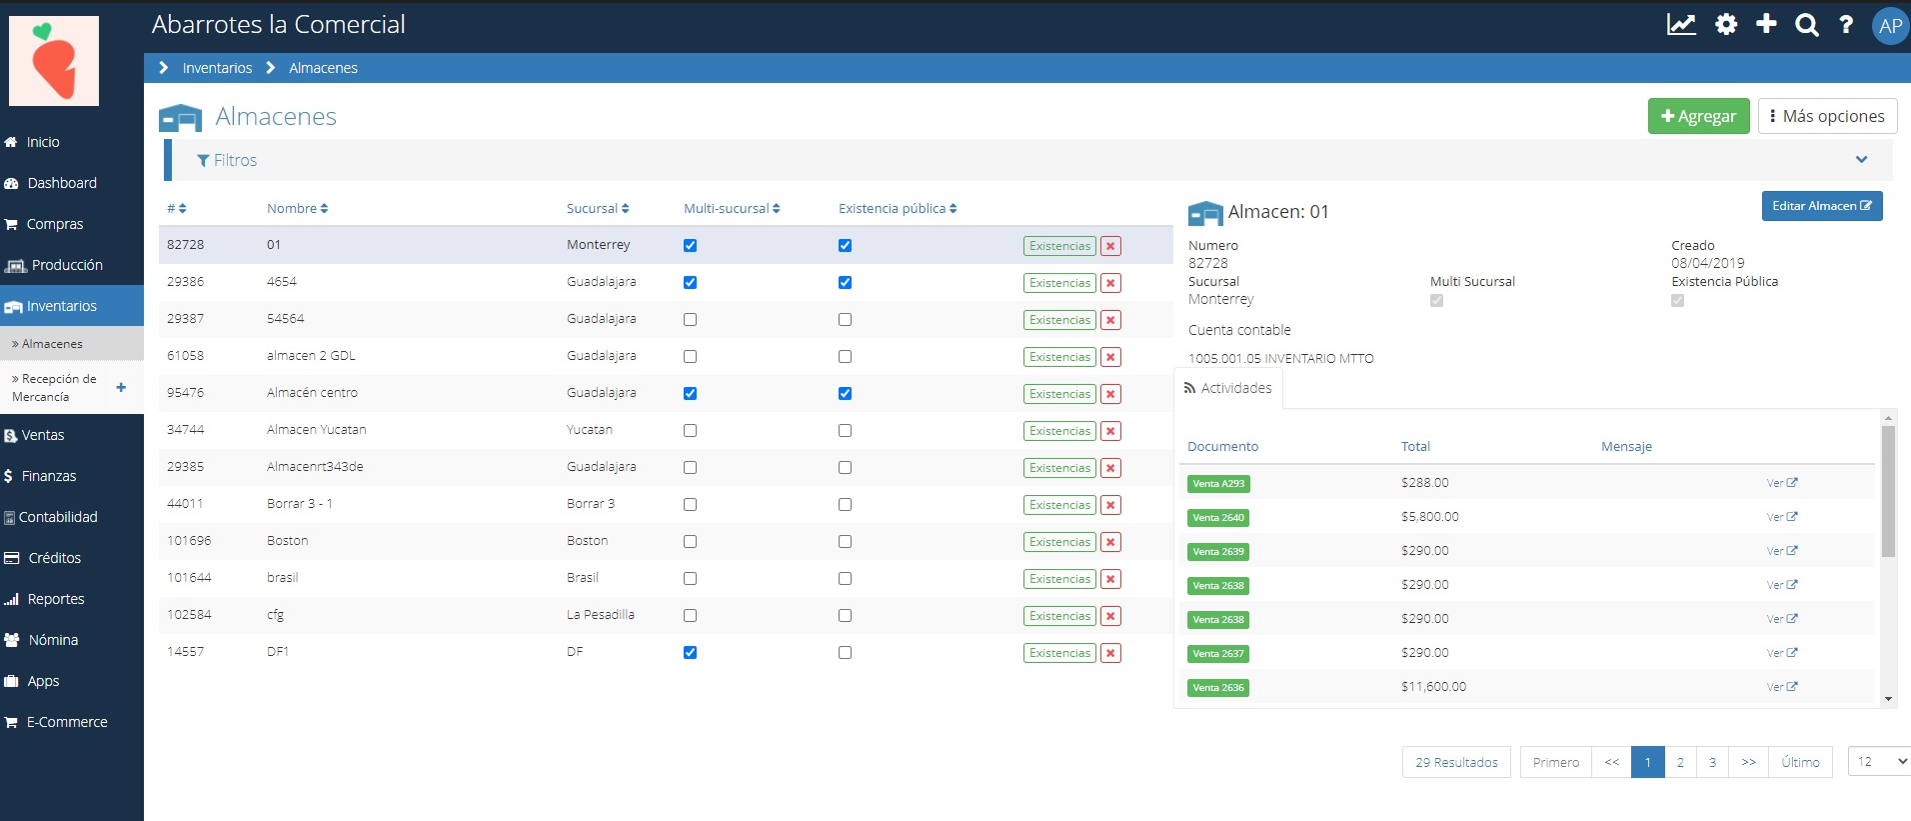 Abarrotes la Comercial
? AP
Inventarios Almacenes
Inicio
Dashboard
Compras
Producción
Inventarios
» Almacenes
» Recepción de
Mercancía
Ventas
Finanzas
Contabilidad
Créditos
Reportes
Nómina
Apps
E-Commerce
Almacenes
Agregar Más opciones
Filtros
# Nombre Sucursal Multi-sucursal Existencia pública
82728 01 Monterrey Existencias
29386 4654 Guadalajara Existencias
29387 54564 Guadalajara Existencias
61058 almacen 2 GDL Guadalajara Existencias
95476 Almacén centro Guadalajara Existencias
34744 Almacen Yucatan Yucatan Existencias
29385 Almacenrt343de Guadalajara Existencias
44011 Borrar 3 - 1 Borrar 3 Existencias
101696 Boston Boston Existencias
101644 brasil Brasil Existencias
102584 cfg La Pesadilla Existencias
14557 DF1 DF Existencias
Almacen: 01 Editar Almacen
Numero Creado
82728 08/04/2019
Sucursal Multi Sucursal Existencia Pública
Monterrey
Cuenta contable
1005.001.05 INVENTARIO MTTO
Actividades
Documento Total Mensaje
Venta A293 $288.00 Ver
Venta 2640 $5,800.00 Ver
Venta 2639 $290.00 Ver
Venta 2638 $290.00 Ver
Venta 2638 $290.00 Ver
Venta 2637 $290.00 Ver
Venta 2636 $11,600.00 Ver
29 Resultados Primero << 1 2 3 >> Último 12